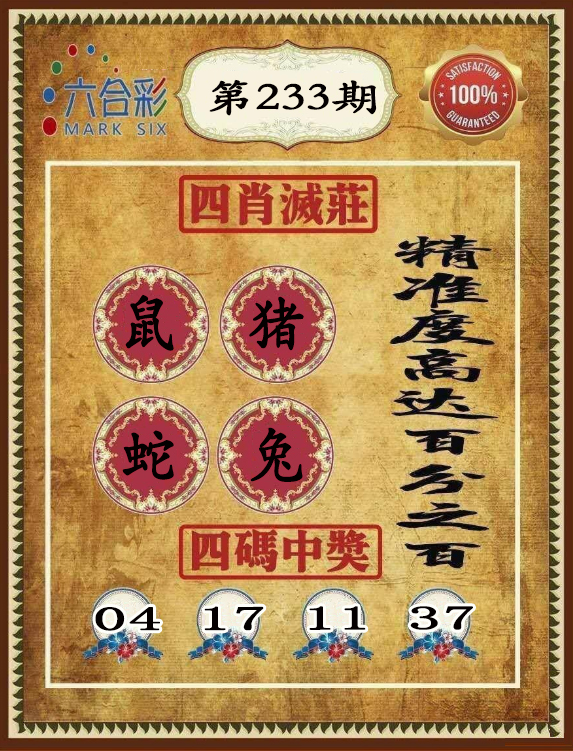 六合彩
MARK SIX
第233期
SATISFACTION
100%
GUARANTEED
四肖滅莊
鼠 猪
蛇 兔
精准度高达百分之百
四碼中獎
04 17 11 37